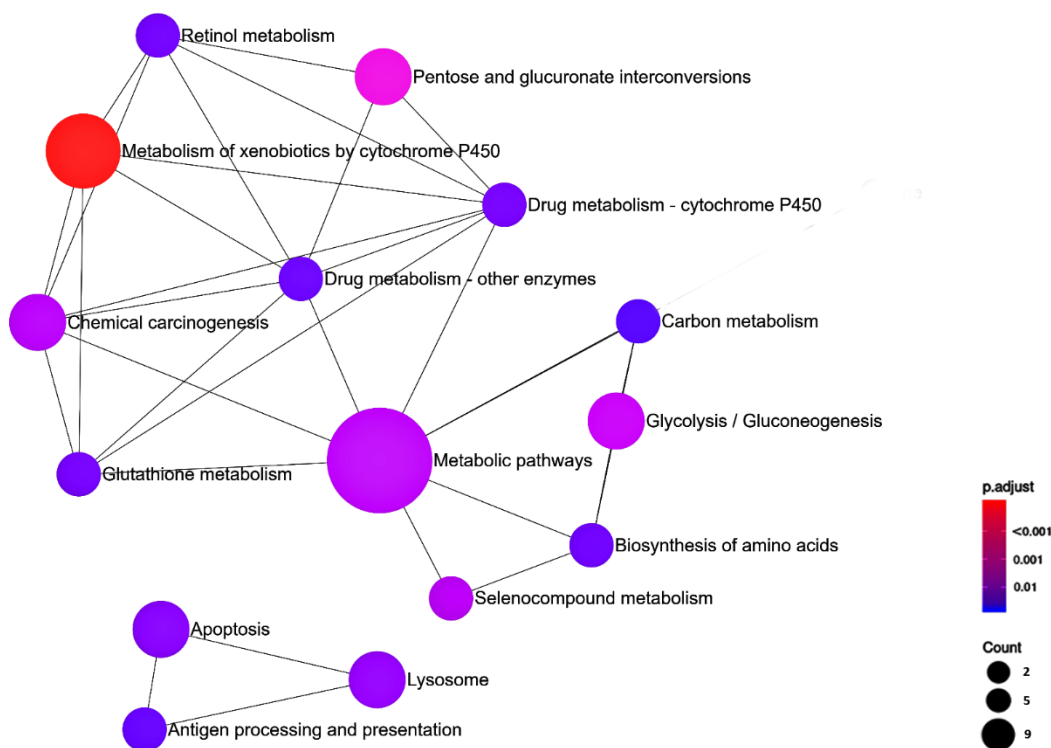 Retinol metabolism
Pentose and glucuronate interconversions
Metabolism of xenobiotics by cytochrome P450
Drug metabolism - cytochrome P450
Drug metabolism - other enzymes
Chemical carcinogenesis
Carbon metabolism
Glycolysis / Gluconeogenesis
Metabolic pathways
Glutathione metabolism
Biosynthesis of amino acids
Selenocompound metabolism
Apoptosis
Lysosome
Antigen processing and presentation
p.adjust
<0.001
0.001
0.01
Count
2
5
9